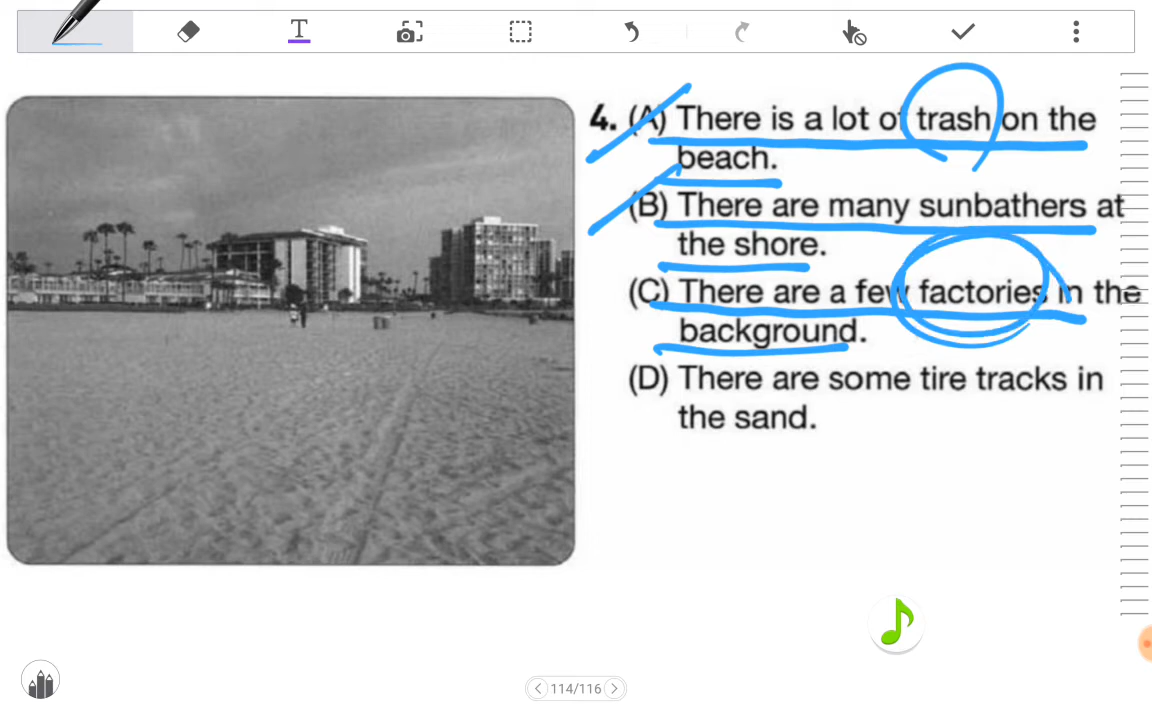 T
4. (A) There is a lot of trash on the
beach.
(B) There are many sunbathers at
the shore.
(C) There are a few factories in the
background.
(D) There are some tire tracks in
the sand.
114/116